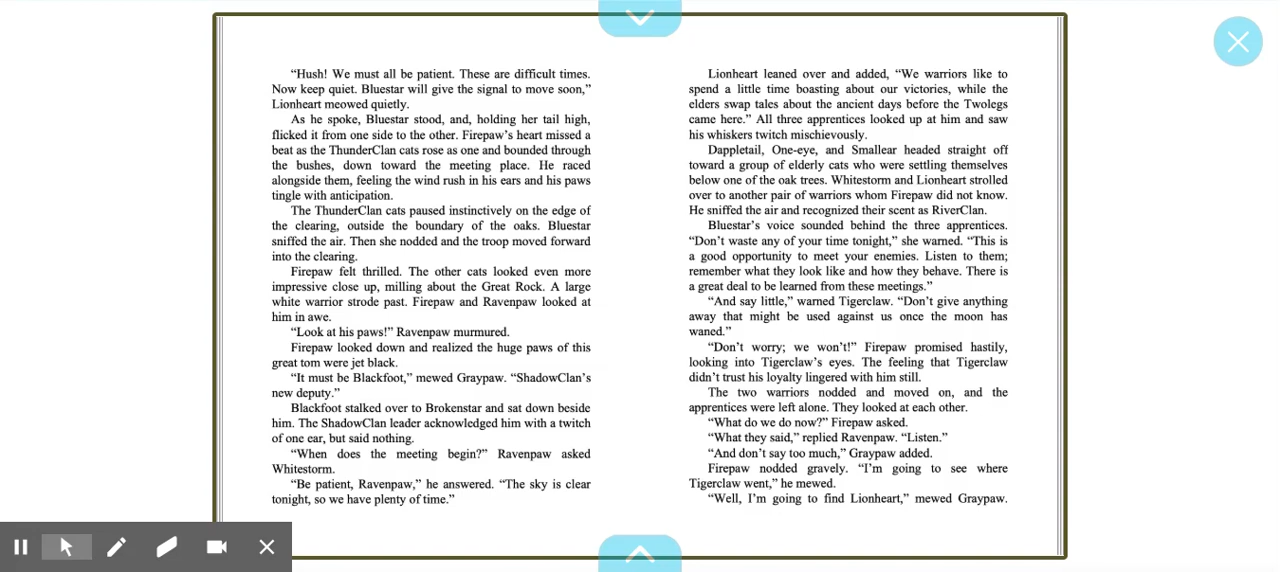 “Hush! We must all be patient. These are difficult times.
Now keep quiet. Bluestar will give the signal to move soon,”
Lionheart meowed quietly.
As he spoke, Bluestar stood, and, holding her tail high,
flicked it from one side to the other. Firepaw’s heart missed a
beat as the ThunderClan cats rose as one and bounded through
the bushes, down toward the meeting place. He raced
alongside them, feeling the wind rush in his ears and his paws
tingle with anticipation.
The ThunderClan cats paused instinctively on the edge of
the clearing, outside the boundary of the oaks. Bluestar
sniffed the air. Then she nodded and the troop moved forward
into the clearing.
Firepaw felt thrilled. The other cats looked even more
impressive close up, milling about the Great Rock. A large
white warrior strode past. Firepaw and Ravenpaw looked at
him in awe.
“Look at his paws!” Ravenpaw murmured.
Firepaw looked down and realized the huge paws of this
great tom were jet black.
“It must be Blackfoot,” mewed Graypaw. “ShadowClan’s
new deputy.”
Blackfoot stalked over to Brokenstar and sat down beside
him. The ShadowClan leader acknowledged him with a twitch
of one ear, but said nothing.
“When does the meeting begin?” Ravenpaw asked
Whitestorm.
“Be patient, Ravenpaw,” he answered. “The sky is clear
tonight, so we have plenty of time.”
Lionheart leaned over and added, “We warriors like to
spend a little time boasting about our victories, while the
elders swap tales about the ancient days before the Twolegs
came here.” All three apprentices looked up at him and saw
his whiskers twitch mischievously.
Dappletail, One-eye, and Smallear headed straight off
toward a group of elderly cats who were settling themselves
below one of the oak trees. Whitestorm and Lionheart strolled
over to another pair of warriors whom Firepaw did not know.
He sniffed the air and recognized their scent as RiverClan.
Bluestar’s voice sounded behind the three apprentices.
“Don’t waste any of your time tonight,” she warned. “This is
a good opportunity to meet your enemies. Listen to them;
remember what they look like and how they behave. There is
a great deal to be learned from these meetings.”
“And say little,” warned Tigerclaw. “Don’t give anything
away that might be used against us once the moon has
waned.”
“Don’t worry; we won’t!” Firepaw promised hastily,
looking into Tigerclaw’s eyes. The feeling that Tigerclaw
didn’t trust his loyalty lingered with him still.
The two warriors nodded and moved on, and the
apprentices were left alone. They looked at each other.
“What do we do now?” Firepaw asked.
“What they said,” replied Ravenpaw. “Listen.”
“And don’t say too much,” Graypaw added.
Firepaw nodded gravely. “I’m going to see where
Tigerclaw went,” he mewed.
“Well, I’m going to find Lionheart,” mewed Graypaw.